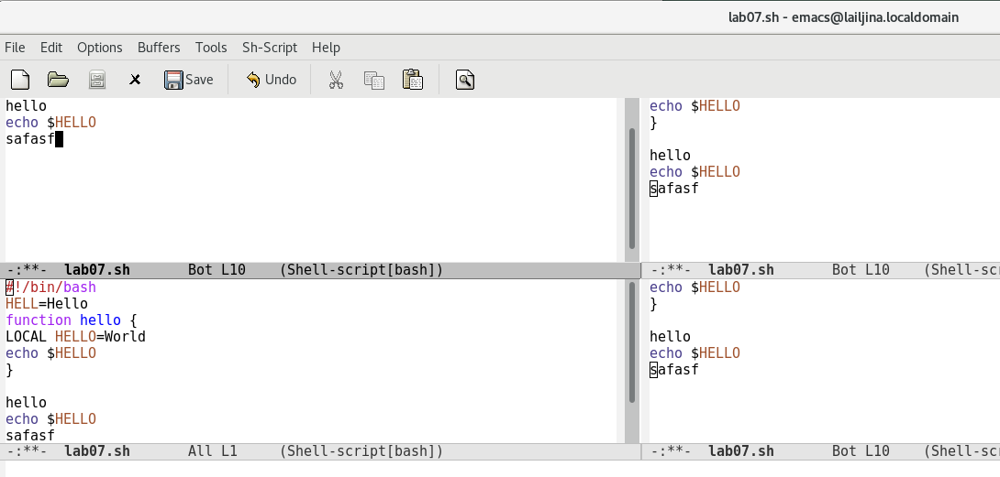 lab07.sh - emacs@lailjina.localdomain
File Edit Options Buffers Tools Sh-Script Help
Save Undo
hello
echo $HELLO
safasf
-:**- lab07.sh Bot L10 (Shell-script[bash])
echo $HELLO
}
hello
echo $HELLO
safasf
-:**- lab07.sh Bot L10 (Shell-scr
#!/bin/bash
HELL=Hello
function hello {
LOCAL HELLO=World
echo $HELLO
}
hello
echo $HELLO
safasf
-:**- lab07.sh All L1 (Shell-script[bash])
echo $HELLO
}
hello
echo $HELLO
safasf
-:**- lab07.sh Bot L10 (Shell-scr